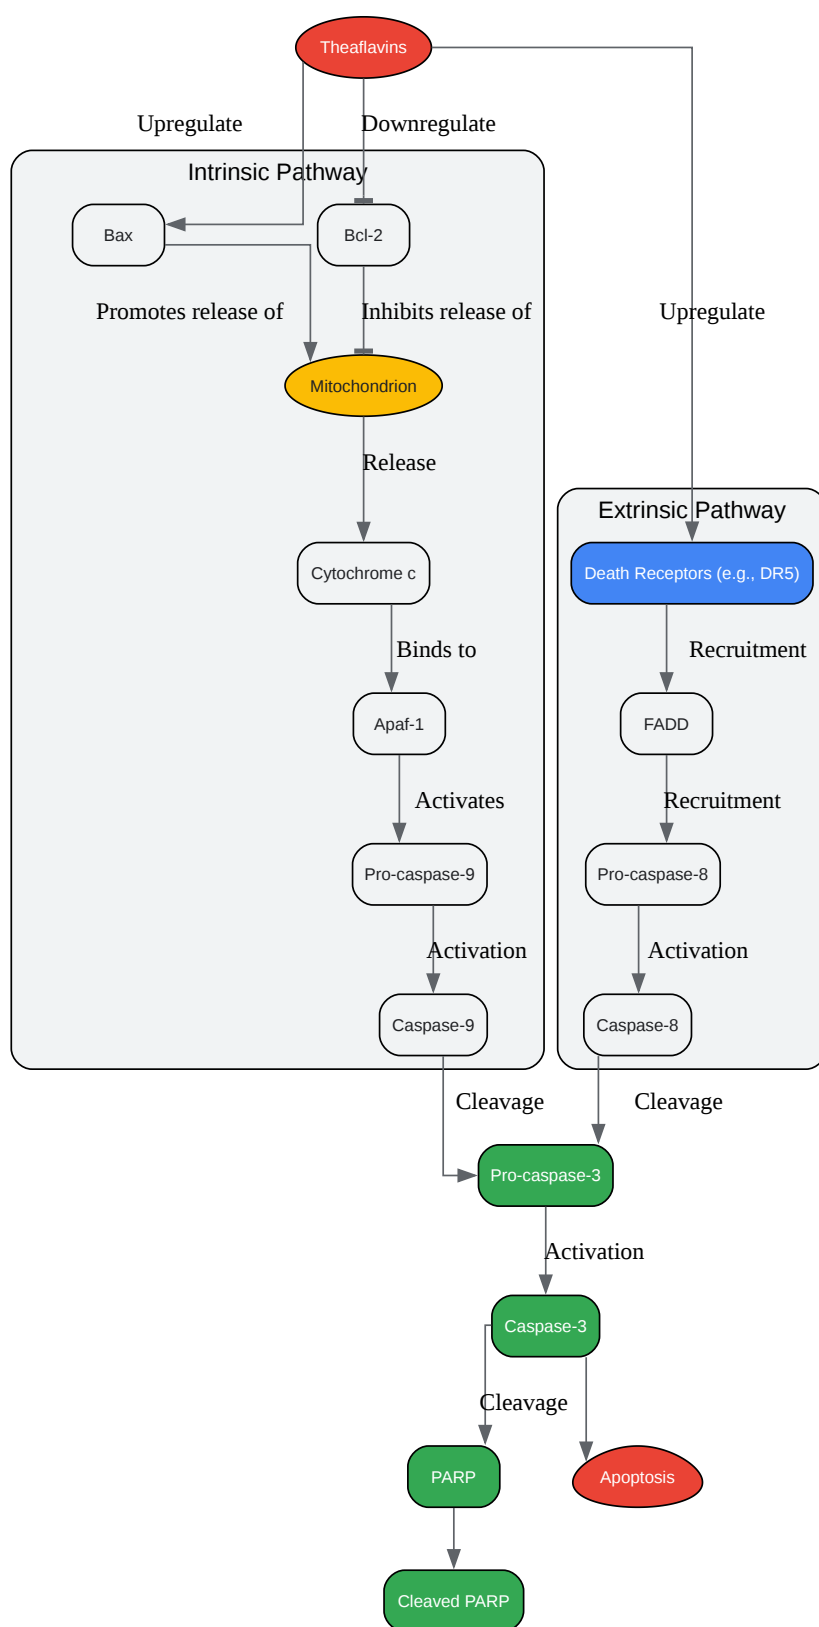 Theaflavins
Upregulate
Downregulate
Intrinsic Pathway
Bax
Bcl-2
Promotes release of
Inhibits release of
Upregulate
Mitochondrion
Release
Extrinsic Pathway
Cytochrome c
Death Receptors (e.g., DR5)
Binds to
Recruitment
Apaf-1
FADD
Activates
Recruitment
Pro-caspase-9
Pro-caspase-8
Activation
Activation
Caspase-9
Caspase-8
Cleavage
Cleavage
Pro-caspase-3
Activation
Caspase-3
Cleavage
PARP
Apoptosis
Cleaved PARP